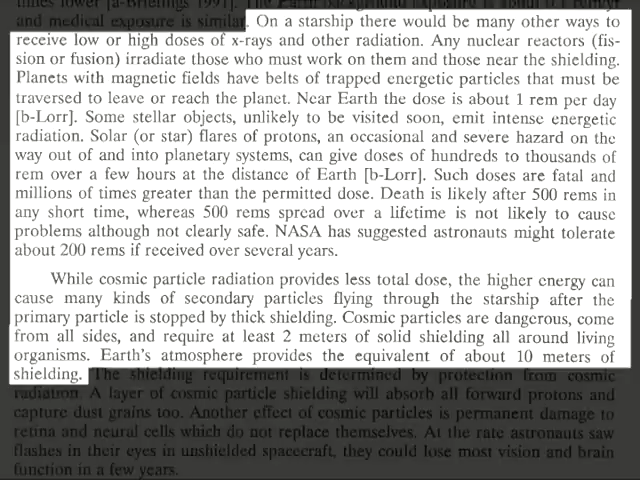 times lower [a-Brieflings 1991]. The Earth background exposure is about 0.1 rem/yr
and medical exposure is similar. On a starship there would be many other ways to
receive low or high doses of x-rays and other radiation. Any nuclear reactors (fis-
sion or fusion) irradiate those who must work on them and those near the shielding.
Planets with magnetic fields have belts of trapped energetic particles that must be
traversed to leave or reach the planet. Near Earth the dose is about 1 rem per day
[b-Lorr]. Some stellar objects, unlikely to be visited soon, emit intense energetic
radiation. Solar (or star) flares of protons, an occasional and severe hazard on the
way out of and into planetary systems, can give doses of hundreds to thousands of
rem over a few hours at the distance of Earth [b-Lorr]. Such doses are fatal and
millions of times greater than the permitted dose. Death is likely after 500 rems in
any short time, whereas 500 rems spread over a lifetime is not likely to cause
problems although not clearly safe. NASA has suggested astronauts might tolerate
about 200 rems if received over several years.
While cosmic particle radiation provides less total dose, the higher energy can
cause many kinds of secondary particles flying through the starship after the
primary particle is stopped by thick shielding. Cosmic particles are dangerous, come
from all sides, and require at least 2 meters of solid shielding all around living
organisms. Earth's atmosphere provides the equivalent of about 10 meters of
shielding. The shielding requirement is determined by protection from cosmic
radiation. A layer of cosmic particle shielding will absorb all forward protons and
capture dust grains too. Another effect of cosmic particles is permanent damage to
retina and neural cells which do not replace themselves. At the rate astronauts saw
flashes in their eyes in unshielded spacecraft, they could lose most vision and brain
function in a few years.